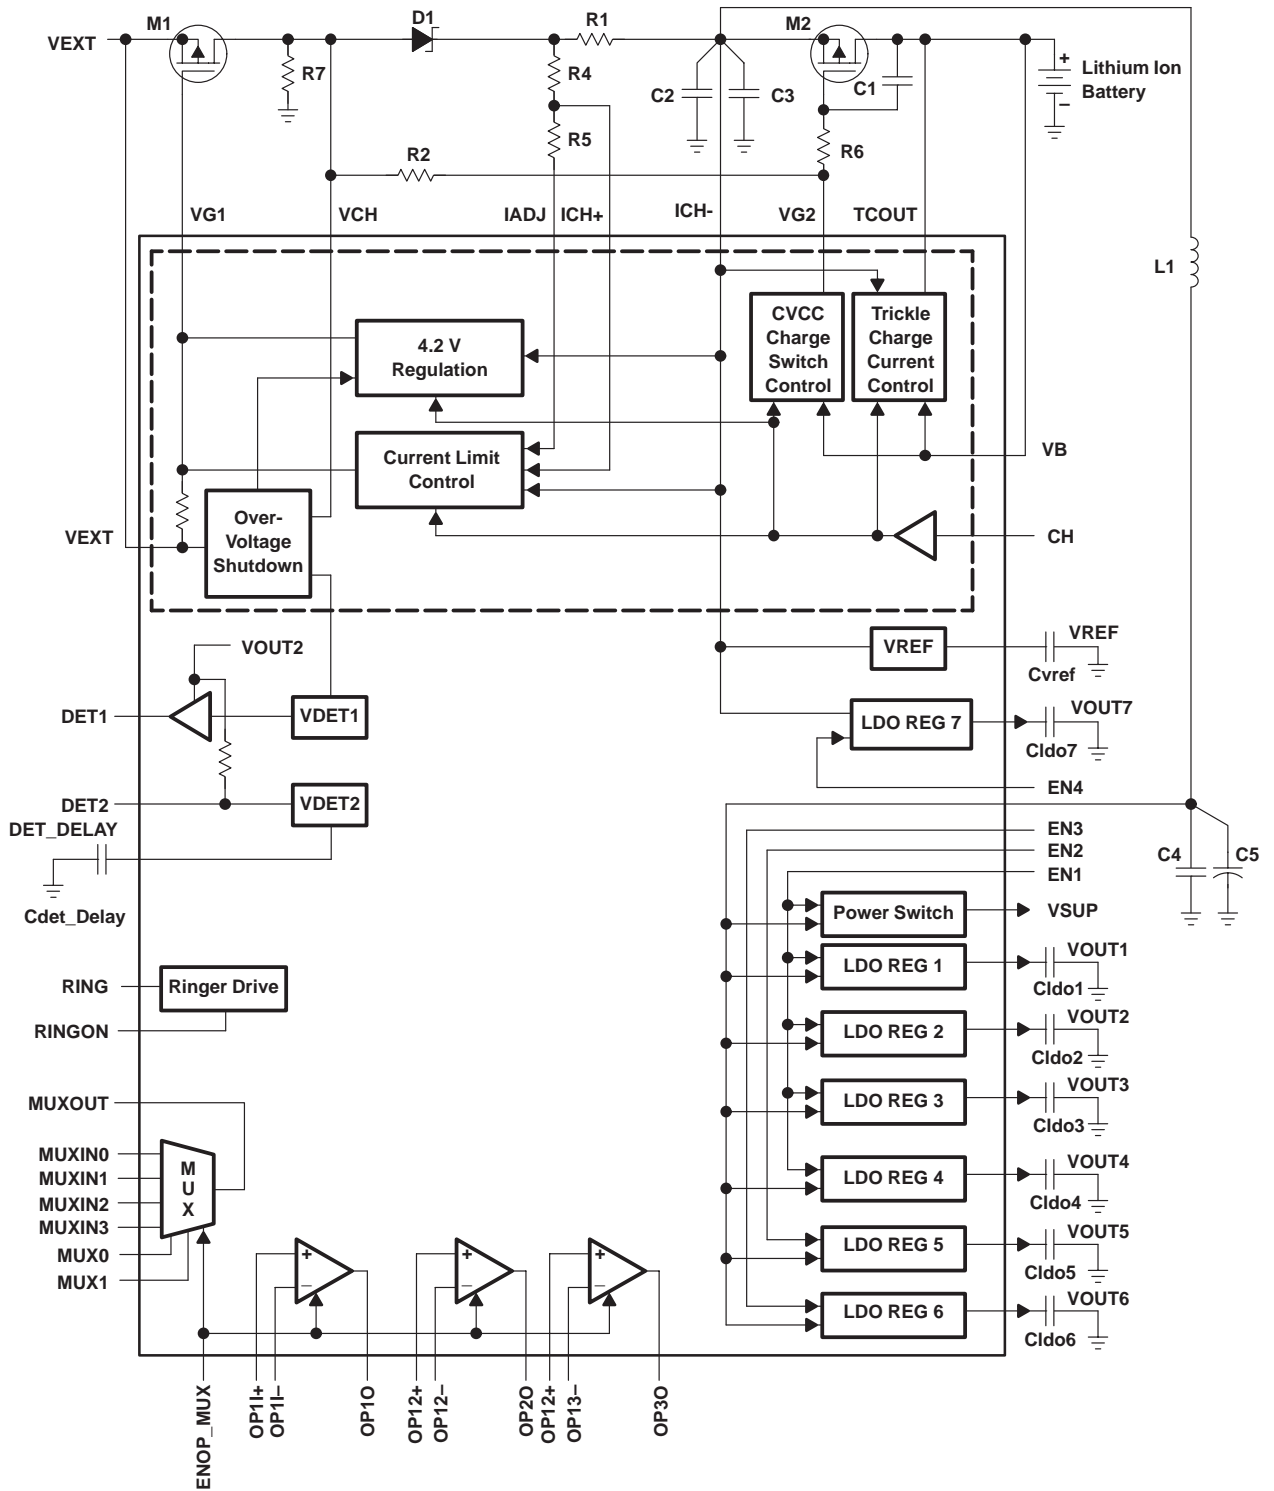 M1
D1
R1
M2
VEXT
R7
R4
C2
C3
C1
+
Lithium Ion
Battery
–
R5
R2
R6
VG1
VCH
IADJ
ICH+
ICH-
VG2
TCOUT
L1
4.2 V
Regulation
CVCC
Charge
Switch
Control
Trickle
Charge
Current
Control
Current Limit
Control
VB
VEXT
Over-
Voltage
Shutdown
CH
VOUT2
VREF
VREF
Cvref
DET1
VDET1
LDO REG 7
VOUT7
Cldo7
EN4
DET2
VDET2
DET_DELAY
EN3
EN2
EN1
C4
C5
Cdet_Delay
Power Switch
VSUP
LDO REG 1
VOUT1
Cldo1
RING
Ringer Drive
RINGON
LDO REG 2
VOUT2
Cldo2
MUXOUT
LDO REG 3
VOUT3
Cldo3
MUXIN0
MUXIN1
MUXIN2
MUXIN3
MUX0
MUX1
M
U
X
LDO REG 4
VOUT4
Cldo4
+
–
+
–
+
–
LDO REG 5
VOUT5
Cldo5
LDO REG 6
VOUT6
Cldo6
ENOP_MUX
OP1I+
OP1I–
OP1O
OP12+
OP12–
OP2O
OP12+
OP13–
OP3O